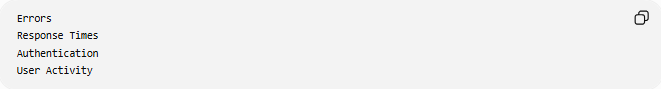 Errors
Response Times
Authentication
User Activity